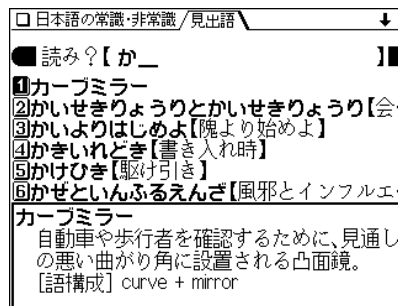 日本語の常識・非常識/見出語
読み?【か__ 】
1カーブミラー
2かいせきりょうりとかいせきりょうり【会
3かいよりはじめよ【隗より始めよ】
4かきいれどき【書き入れ時】
5かけひき【駆け引き】
6かぜといんふるえんざ【風邪とインフルエ
カーブミラー
自動車や歩行者を確認するために、見通し
の悪い曲がり角に設置される凸面鏡。
[語構成] curve + mirror